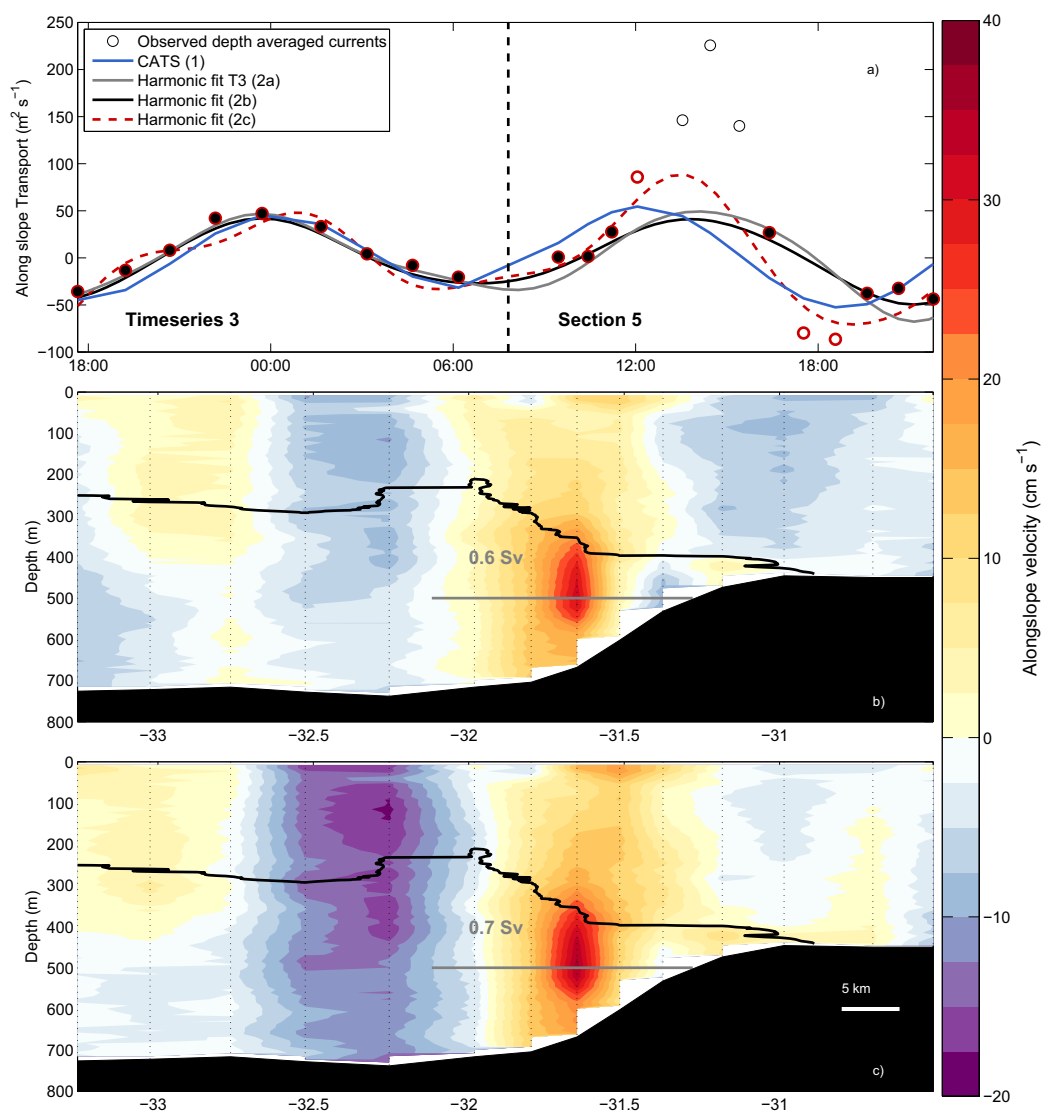 250
200
150
100
50
0
−50
−100
Along slope Transport (m² s⁻¹)
Observed depth averaged currents
CATS (1)
Harmonic fit T3 (2a)
Harmonic fit (2b)
Harmonic fit (2c)
a)
Timeseries 3
Section 5
18:00
00:00
06:00
12:00
18:00
0
100
200
300
400
500
600
700
800
Depth (m)
0.6 Sv
b)
−33
−32.5
−32
−31.5
−31
0
100
200
300
400
500
600
700
800
Depth (m)
0.7 Sv
5 km
c)
−33
−32.5
−32
−31.5
−31
40
30
20
10
0
−10
−20
Alongslope velocity (cm s⁻¹)